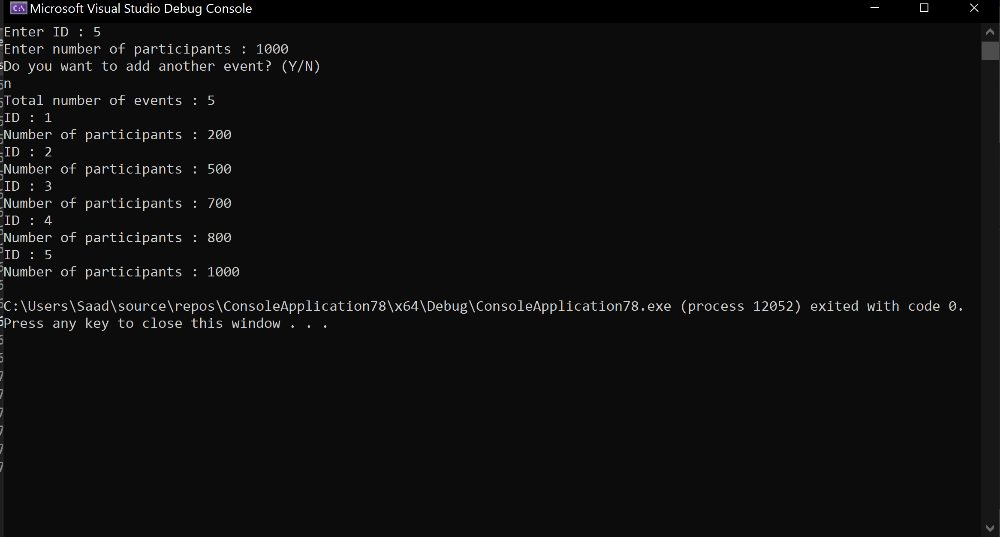 Microsoft Visual Studio Debug Console
Enter ID : 5
Enter number of participants : 1000
Do you want to add another event? (Y/N)
n
Total number of events : 5
ID : 1
Number of participants : 200
ID : 2
Number of participants : 500
ID : 3
Number of participants : 700
ID : 4
Number of participants : 800
ID : 5
Number of participants : 1000
C:\Users\Saad\source\repos\ConsoleApplication78\x64\Debug\ConsoleApplication78.exe (process 12052) exited with code 0.
Press any key to close this window . . .